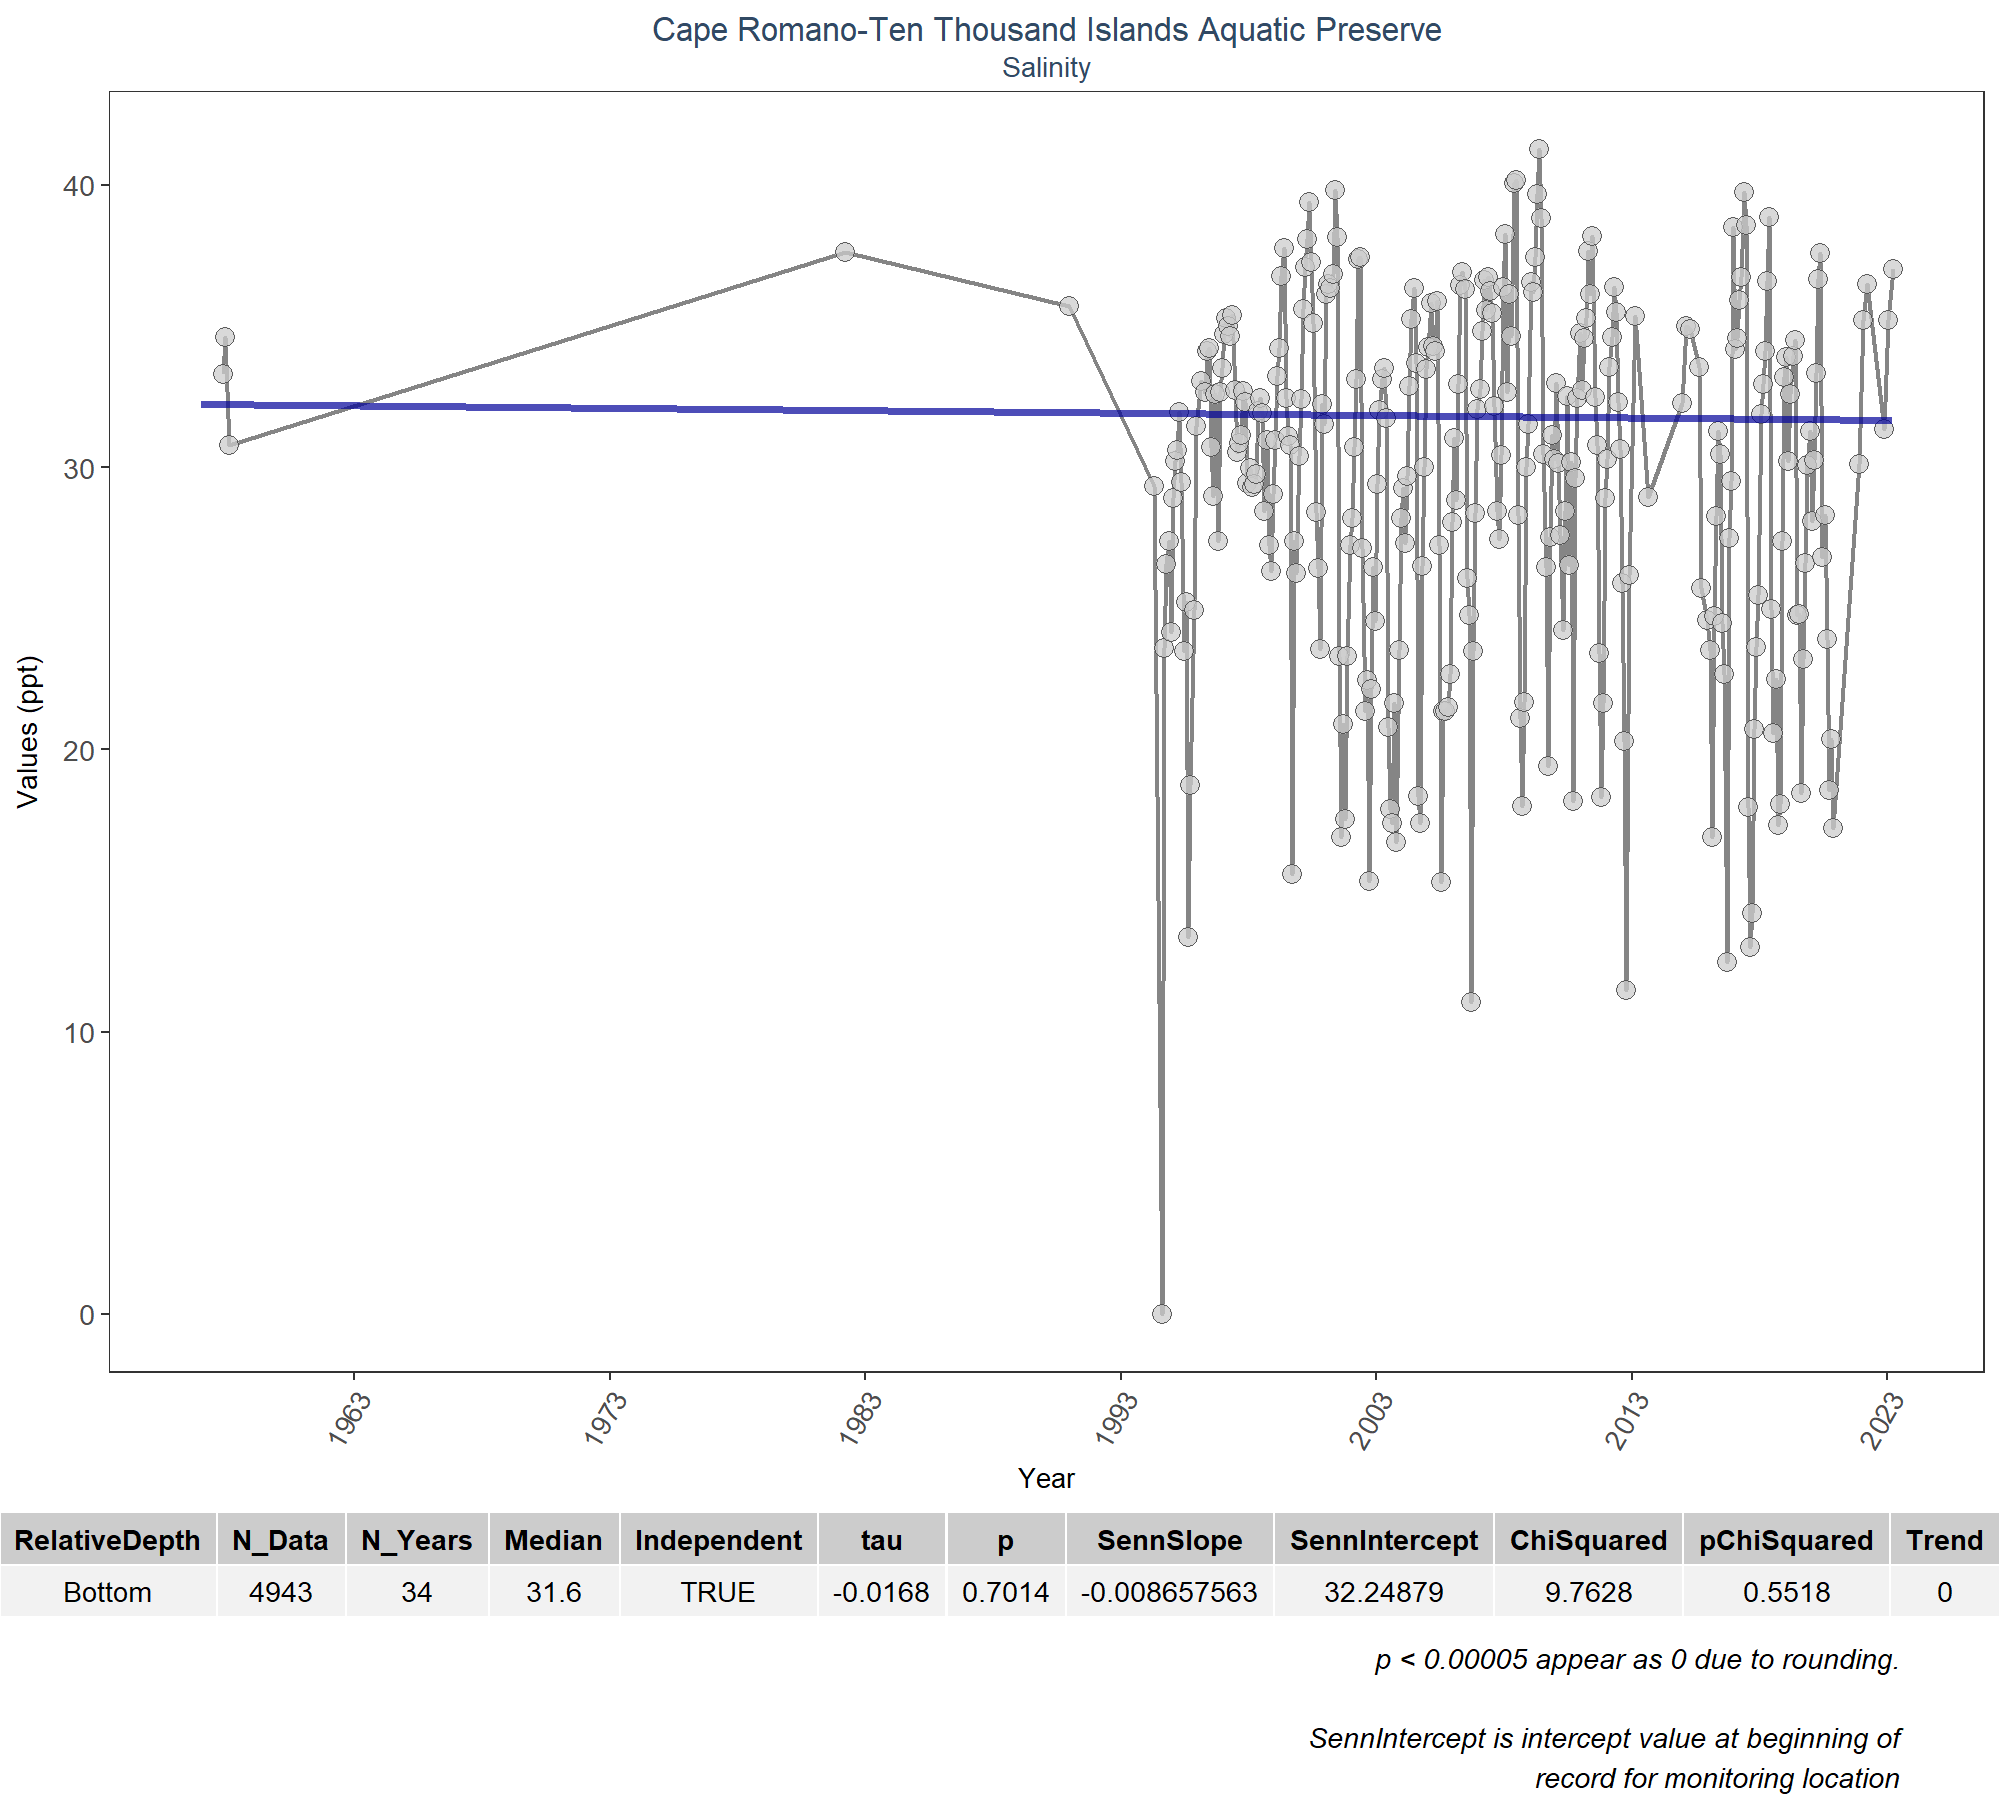 Cape Romano-Ten Thousand Islands Aquatic Preserve
Salinity
40
30
20
10
0
Values (ppt)
1963
1973
1983
1993
2003
2013
2023
Year
RelativeDepth N_Data N_Years Median Independent tau p SennSlope SennIntercept ChiSquared pChiSquared Trend
Bottom 4943 34 31.6 TRUE -0.0168 0.7014 -0.008657563 32.24879 9.7628 0.5518 0
p < 0.00005 appear as 0 due to rounding.
SennIntercept is intercept value at beginning of
record for monitoring location